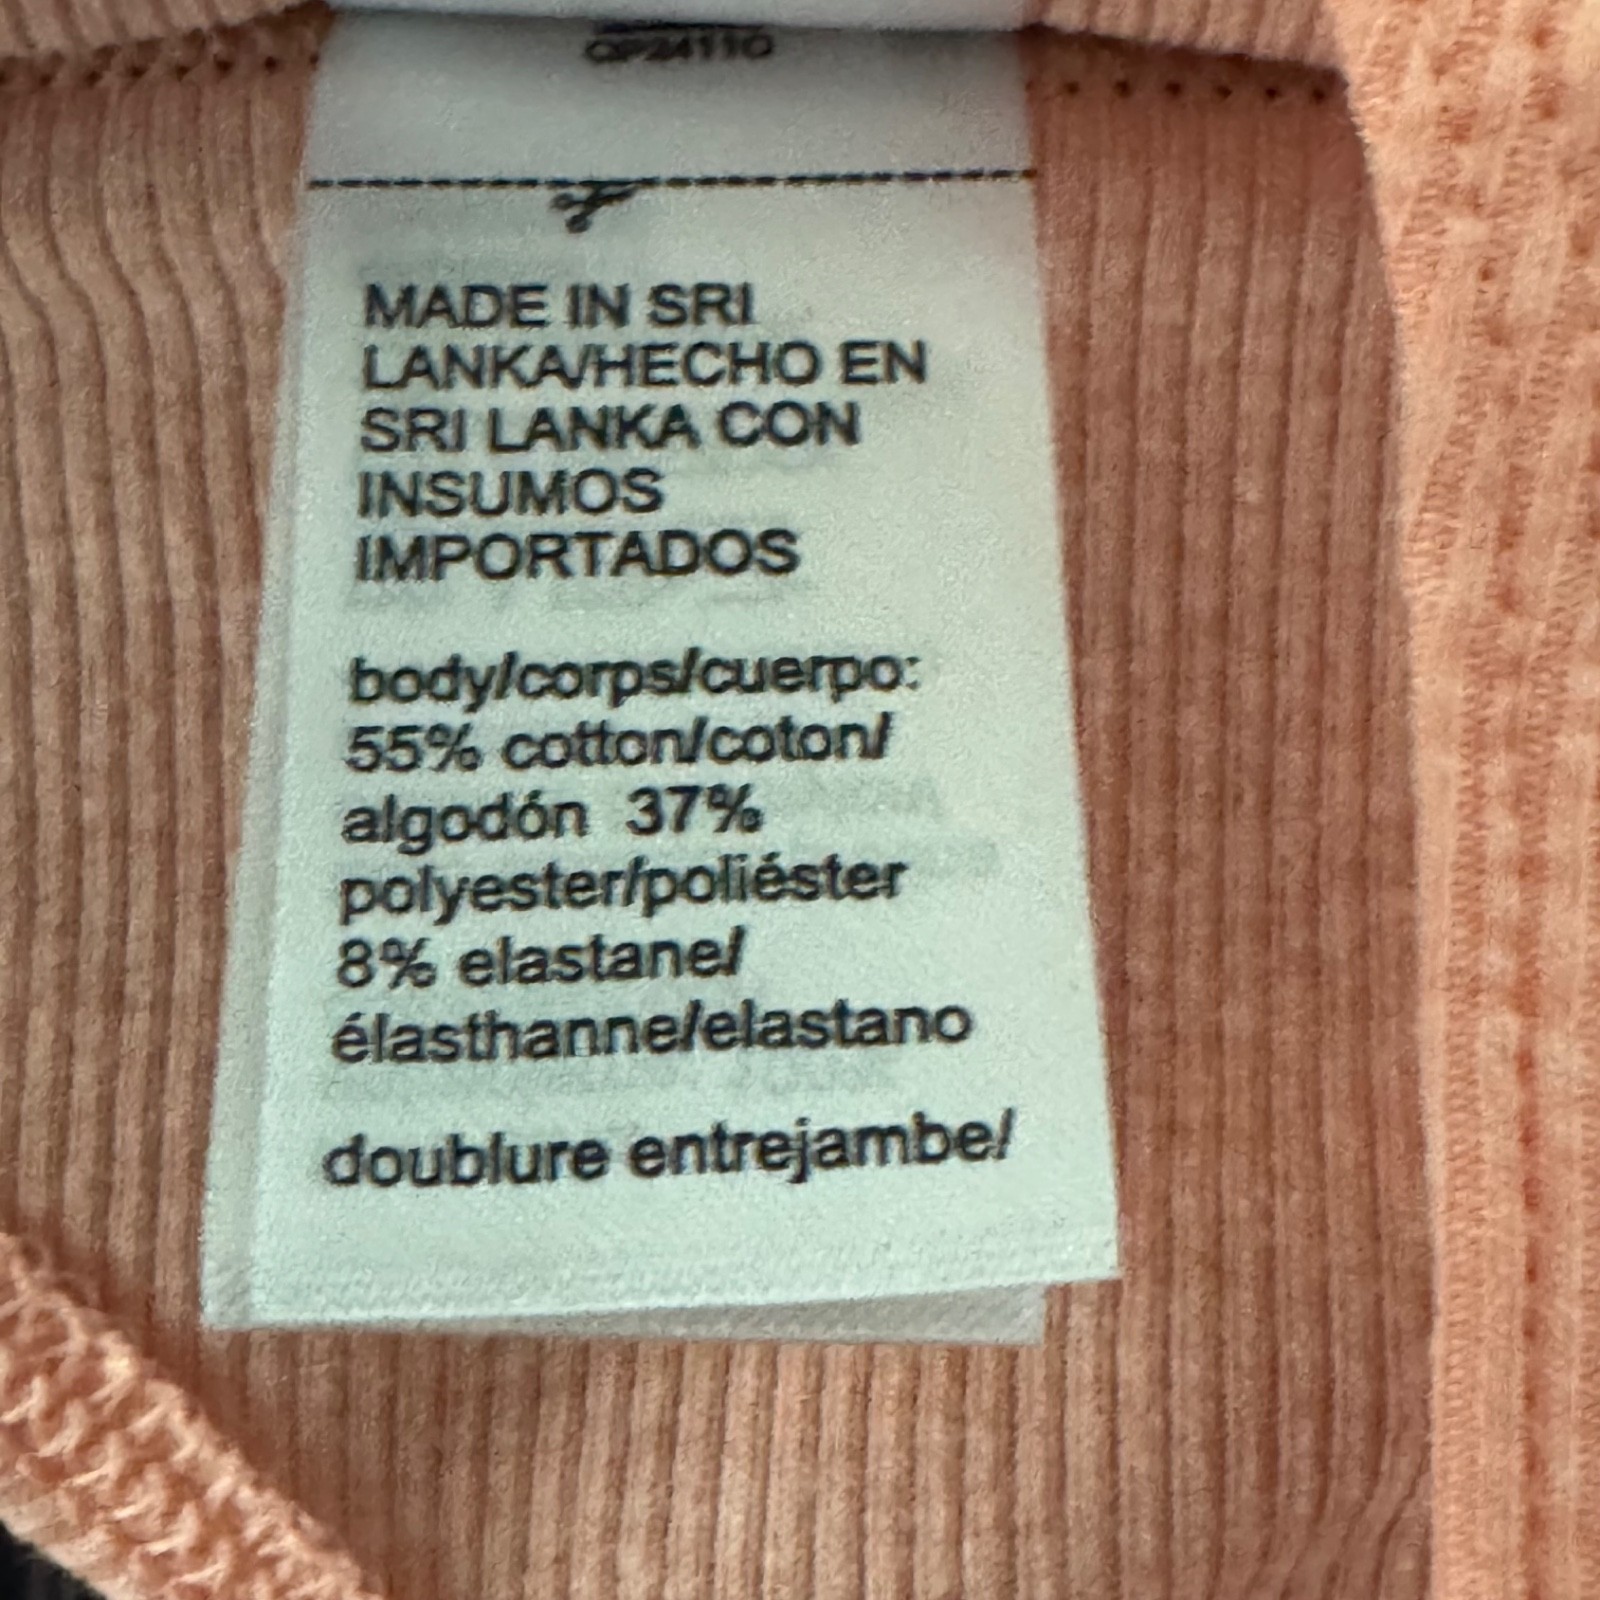 MADE IN SRI
LANKA/HECHO EN
SRI LANKA CON
INSUMOS
IMPORTADOS
body/corps/cuerpo:
55% cotton/coton/
algodón 37%
polyester/poliéster
8% elastane/
élasthanne/elastano
doublure entrejambe/